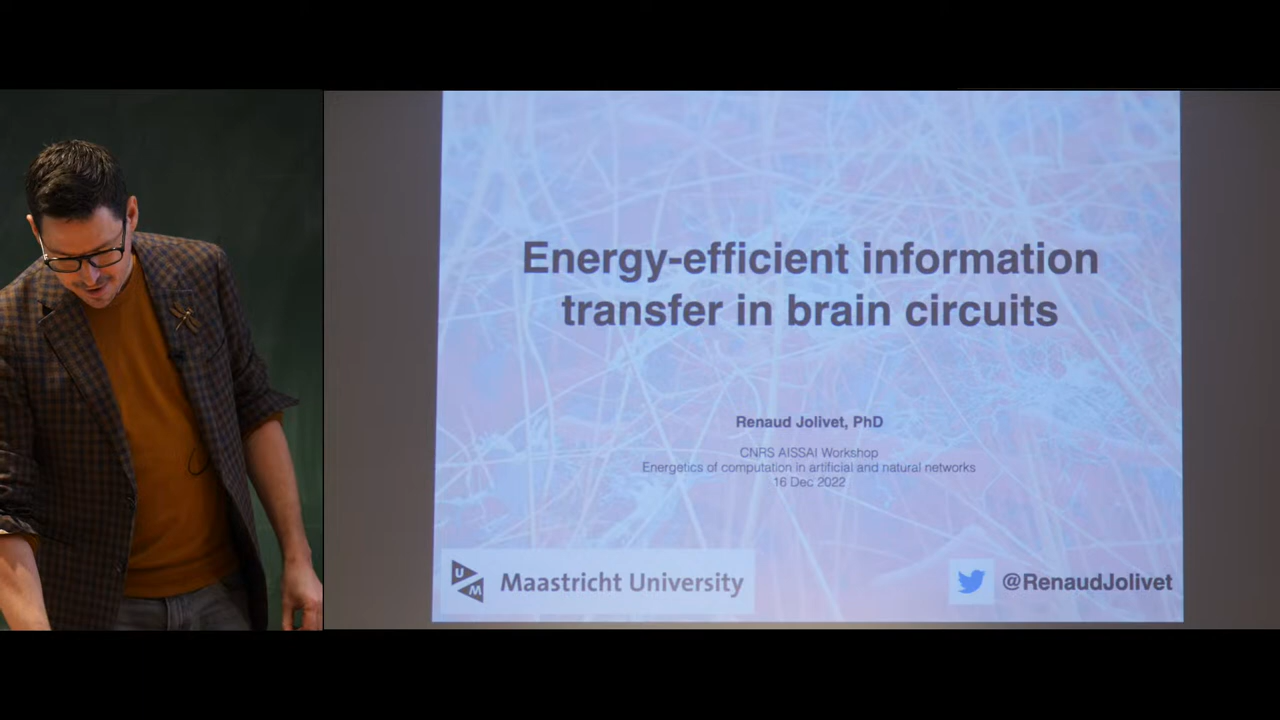 Energy-efficient information
transfer in brain circuits
Renaud Jolivet, PhD
CNRS AISSAI Workshop
Energetics of computation in artificial and natural networks
16 Dec 2022
UM Maastricht University
@RenaudJolivet